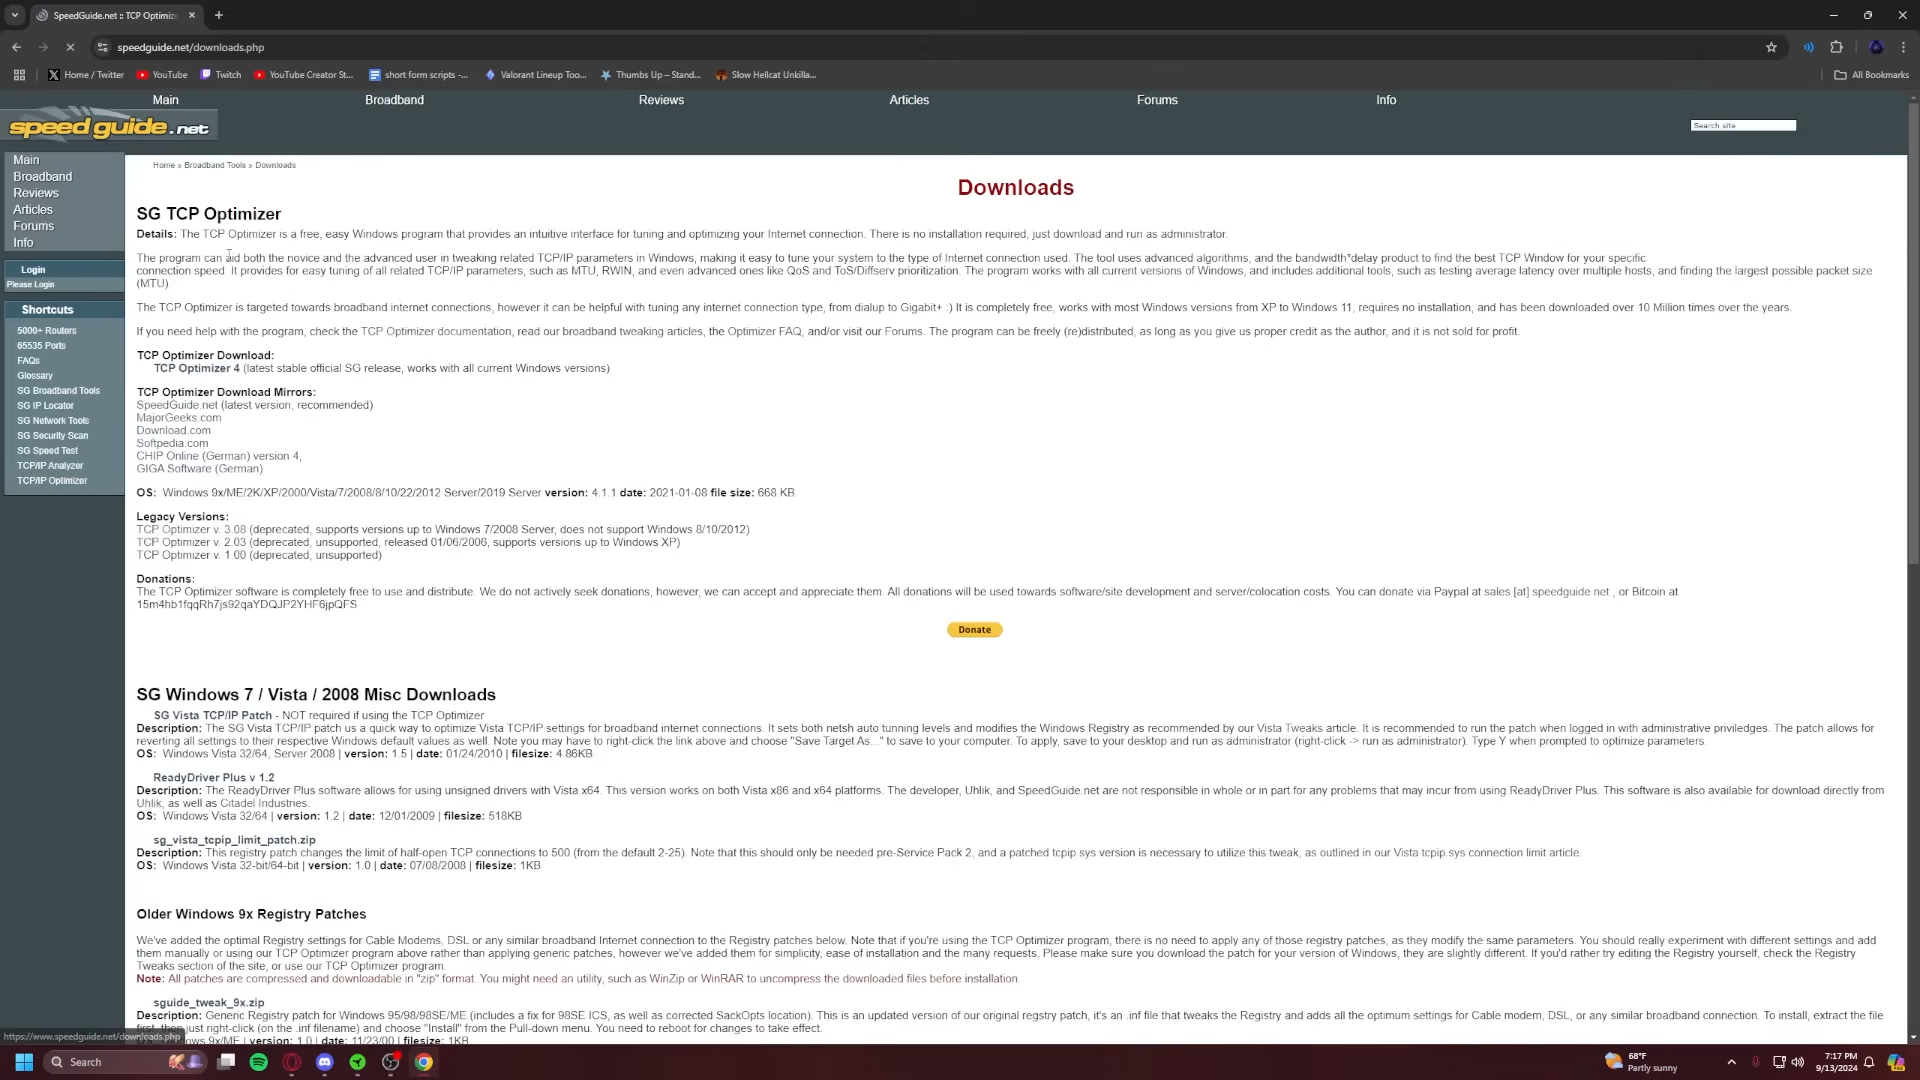 SpeedGuide.net :: TCP Optimiz
speedguide.net/downloads.php
Home / Twitter
YouTube
Twitch
YouTube Creator St...
short form scripts -...
Valorant Lineup Too...
Thumbs Up – Stand...
Slow Hellcat Unkilla...
All Bookmarks
Main
Broadband
Reviews
Articles
Forums
Info
speed guide.net
Search site
Main
Broadband
Reviews
Articles
Forums
Info
Login
Please Login
Shortcuts
5000+ Routers
65535 Ports
FAQs
Glossary
SG Broadband Tools
SG IP Locator
SG Network Tools
SG Security Scan
SG Speed Test
TCP/IP Analyzer
TCP/IP Optimizer
Home » Broadband Tools » Downloads
Downloads
SG TCP Optimizer
Details: The TCP Optimizer is a free, easy Windows program that provides an intuitive interface for tuning and optimizing your Internet connection. There is no installation required, just download and run as administrator.
The program can aid both the novice and the advanced user in tweaking related TCP/IP parameters in Windows, making it easy to tune your system to the type of Internet connection used. The tool uses advanced algorithms, and the bandwidth*delay product to find the best TCP Window for your specific
connection speed. It provides for easy tuning of all related TCP/IP parameters, such as MTU, RWIN, and even advanced ones like QoS and ToS/Diffserv prioritization. The program works with all current versions of Windows, and includes additional tools, such as testing average latency over multiple hosts, and finding the largest possible packet size
(MTU).
The TCP Optimizer is targeted towards broadband internet connections, however it can be helpful with tuning any internet connection type, from dialup to Gigabit+ :) It is completely free, works with most Windows versions from XP to Windows 11, requires no installation, and has been downloaded over 10 Million times over the years.
If you need help with the program, check the TCP Optimizer documentation, read our broadband tweaking articles, the Optimizer FAQ, and/or visit our Forums. The program can be freely (re)distributed, as long as you give us proper credit as the author, and it is not sold for profit.
TCP Optimizer Download:
TCP Optimizer 4 (latest stable official SG release, works with all current Windows versions)
TCP Optimizer Download Mirrors:
SpeedGuide.net (latest version, recommended)
MajorGeeks.com
Download.com
Softpedia.com
CHIP Online (German) version 4,
GIGA Software (German)
OS: Windows 9x/ME/2K/XP/2000/Vista/7/2008/8/10/22/2012 Server/2019 Server version: 4.1.1 date: 2021-01-08 file size: 668 KB
Legacy Versions:
TCP Optimizer v. 3.08 (deprecated, supports versions up to Windows 7/2008 Server, does not support Windows 8/10/2012)
TCP Optimizer v. 2.03 (deprecated, unsupported, released 01/06/2006, supports versions up to Windows XP)
TCP Optimizer v. 1.00 (deprecated, unsupported)
Donations:
The TCP Optimizer software is completely free to use and distribute. We do not actively seek donations, however, we can accept and appreciate them. All donations will be used towards software/site development and server/colocation costs. You can donate via Paypal at sales [at] speedguide net , or Bitcoin at
15m4hb1fqqRh7js92qaYDQJP2YHF6jpQFS
Donate
SG Windows 7 / Vista / 2008 Misc Downloads
SG Vista TCP/IP Patch - NOT required if using the TCP Optimizer
Description: The SG Vista TCP/IP patch us a quick way to optimize Vista TCP/IP settings for broadband internet connections. It sets both netsh auto tunning levels and modifies the Windows Registry as recommended by our Vista Tweaks article. It is recommended to run the patch when logged in with administrative priviledges. The patch allows for
reverting all settings to their respective Windows default values as well. Note you may have to right-click the link above and choose "Save Target As..." to save to your computer. To apply, save to your desktop and run as administrator (right-click -> run as administrator). Type Y when prompted to optimize parameters.
OS: Windows Vista 32/64, Server 2008 | version: 1.5 | date: 01/24/2010 | filesize: 4.86KB
ReadyDriver Plus v 1.2
Description: The ReadyDriver Plus software allows for using unsigned drivers with Vista x64. This version works on both Vista x86 and x64 platforms. The developer, Uhlik, and SpeedGuide.net are not responsible in whole or in part for any problems that may incur from using ReadyDriver Plus. This software is also available for download directly from
Uhlik, as well as Citadel Industries.
OS: Windows Vista 32/64 | version: 1.2 | date: 12/01/2009 | filesize: 518KB
sg_vista_tcpip_limit_patch.zip
Description: This registry patch changes the limit of half-open TCP connections to 500 (from the default 2-25). Note that this should only be needed pre-Service Pack 2, and a patched tcpip.sys version is necessary to utilize this tweak, as outlined in our Vista tcpip.sys connection limit article.
OS: Windows Vista 32-bit/64-bit | version: 1.0 | date: 07/08/2008 | filesize: 1KB
Older Windows 9x Registry Patches
We've added the optimal Registry settings for Cable Modems, DSL or any similar broadband Internet connection to the Registry patches below. Note that if you're using the TCP Optimizer program, there is no need to apply any of those registry patches, as they modify the same parameters. You should really experiment with different settings and add
them manually or using our TCP Optimizer program above rather than applying generic patches, however we've added them for simplicity, ease of installation and the many requests. Please make sure you download the patch for your version of Windows, they are slightly different. If you'd rather try editing the Registry yourself, check the Registry
Tweaks section of the site, or use our TCP Optimizer program.
Note: All patches are compressed and downloadable in "zip" format. You might need an utility, such as WinZip or WinRAR to uncompress the downloaded files before installation.
sguide_tweak_9x.zip
Description: Generic Registry patch for Windows 95/98/98SE/ME (includes a fix for 98SE ICS, as well as corrected SackOpts location). This is an updated version of our original regstry patch, it's an .inf file that tweaks the Registry and adds all the optimum settings for Cable modem, DSL, or any similar broadband connection. To install, extract the file
first, then just right-click (on the .inf filename) and choose "Install" from the Pull-down menu. You need to reboot for changes to take effect.
ows 9x/ME | version: 1.0 | date: 11/23/00 | filesize: 1KB
https://www.speedguide.net/downloads.php
Search
68°F
Partly sunny
7:17 PM
9/13/2024